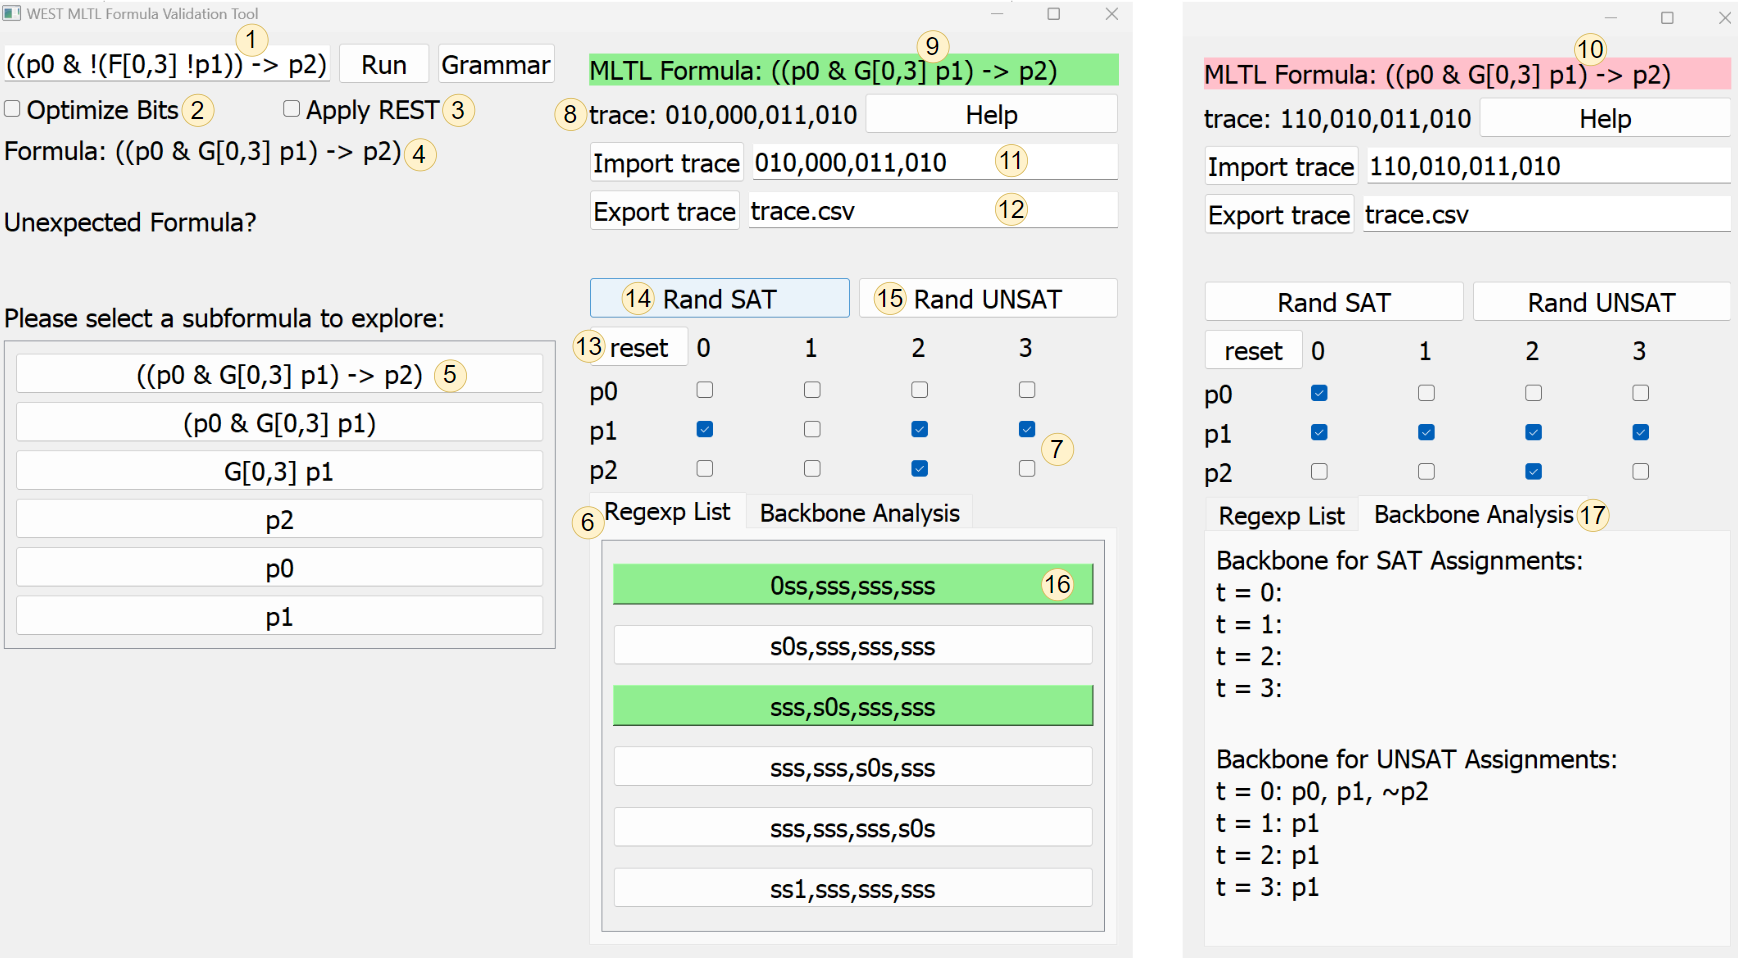 WEST MLTL Formula Validation Tool
1
((p0 & !(F[0,3] !p1)) -> p2) Run Grammar
Optimize Bits 2 Apply REST 3
Formula: ((p0 & G[0,3] p1) -> p2) 4
Unexpected Formula?
Please select a subformula to explore:
((p0 & G[0,3] p1) -> p2) 5
(p0 & G[0,3] p1)
G[0,3] p1
p2
p0
p1
9
MLTL Formula: ((p0 & G[0,3] p1) -> p2)
8 trace: 010,000,011,010 Help
Import trace 010,000,011,010 11
Export trace trace.csv 12
14 Rand SAT 15 Rand UNSAT
13 reset 0 1 2 3
p0
p1
7
p2
6 Regexp List Backbone Analysis
0ss,sss,sss,sss 16
s0s,sss,sss,sss
sss,s0s,sss,sss
sss,sss,s0s,sss
sss,sss,sss,s0s
ss1,sss,sss,sss
10
MLTL Formula: ((p0 & G[0,3] p1) -> p2)
trace: 110,010,011,010 Help
Import trace 110,010,011,010
Export trace trace.csv
Rand SAT Rand UNSAT
reset 0 1 2 3
p0
p1
p2
Regexp List Backbone Analysis 17
Backbone for SAT Assignments:
t = 0:
t = 1:
t = 2:
t = 3:
Backbone for UNSAT Assignments:
t = 0: p0, p1, ~p2
t = 1: p1
t = 2: p1
t = 3: p1